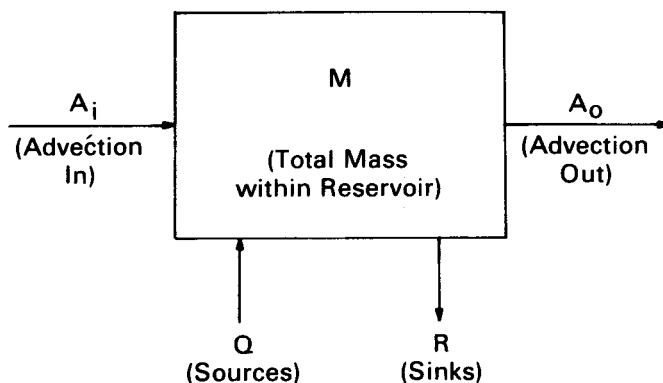 M
A_i
(Advection
In)
(Total Mass
within Reservoir)
A_o
(Advection
Out)
Q
(Sources)
R
(Sinks)